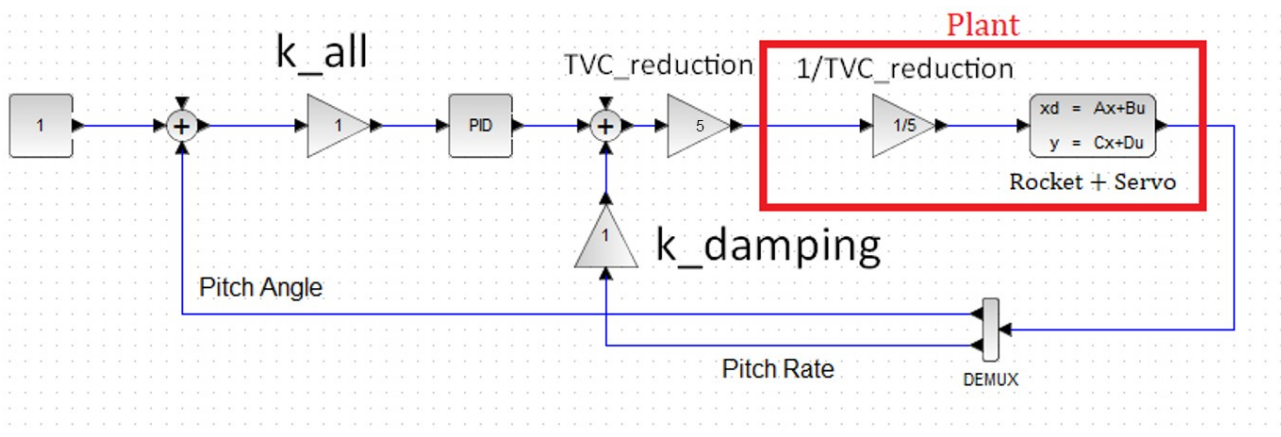 Plant
k_all
TVC_reduction
1/TVC_reduction
1
+
1
PID
+
5
1/5
xd = Ax+Bu
y = Cx+Du
Rocket + Servo
1
k_damping
Pitch Angle
Pitch Rate
DEMUX